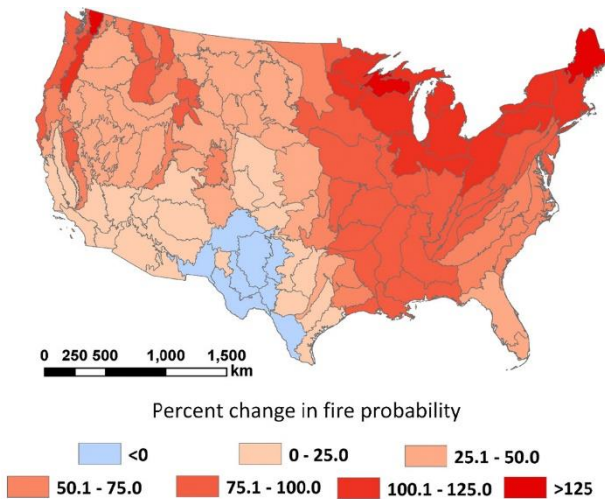 0 250 500 1,000 1,500
km
Percent change in fire probability
<0 0 - 25.0 25.1 - 50.0
50.1 - 75.0 75.1 - 100.0 100.1 - 125.0 >125